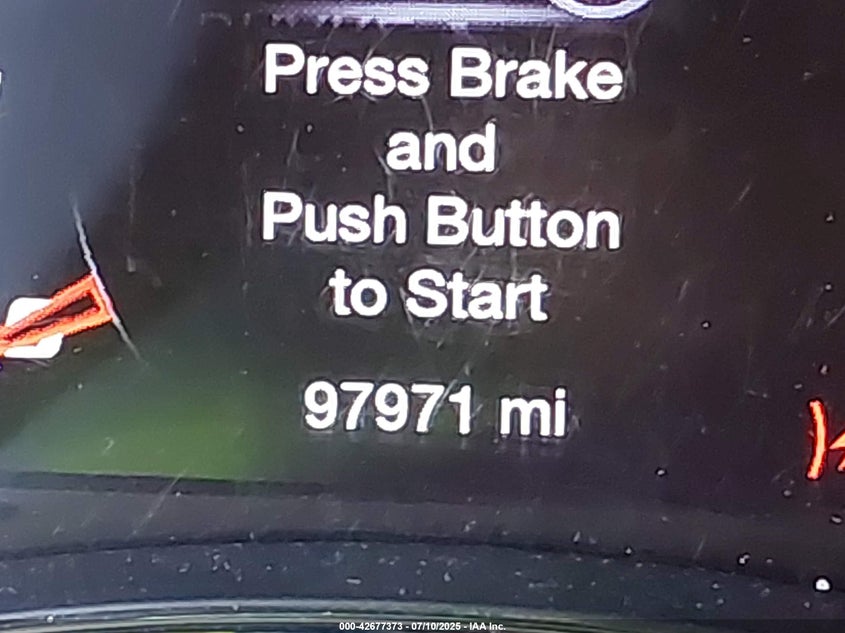 Press Brake
and
Push Button
to Start
97971 mi
000-42677373 - 07/10/2025 - IAA Inc.